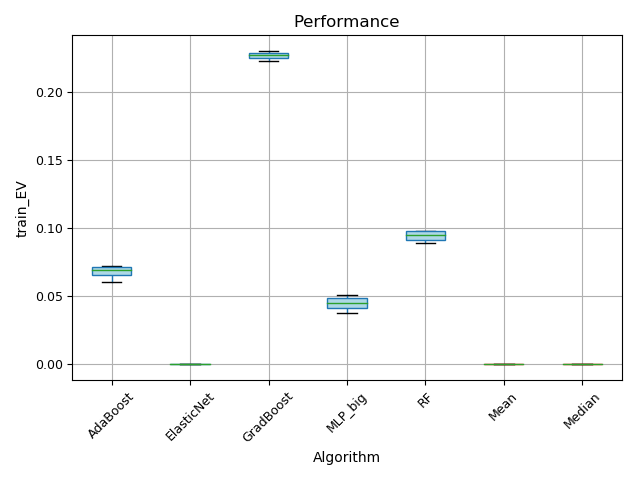 Performance
train_EV
0.20
0.15
0.10
0.05
0.00
AdaBoost
ElasticNet
GradBoost
MLP_big
RF
Mean
Median
Algorithm